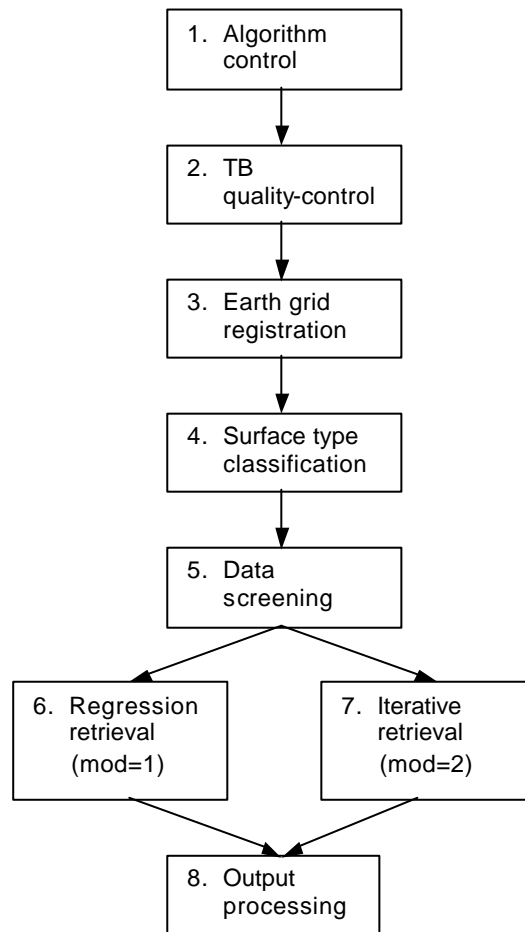 1. Algorithm
control
2. TB
quality-control
3. Earth grid
registration
4. Surface type
classification
5. Data
screening
6. Regression
retrieval
(mod=1)
7. Iterative
retrieval
(mod=2)
8. Output
processing